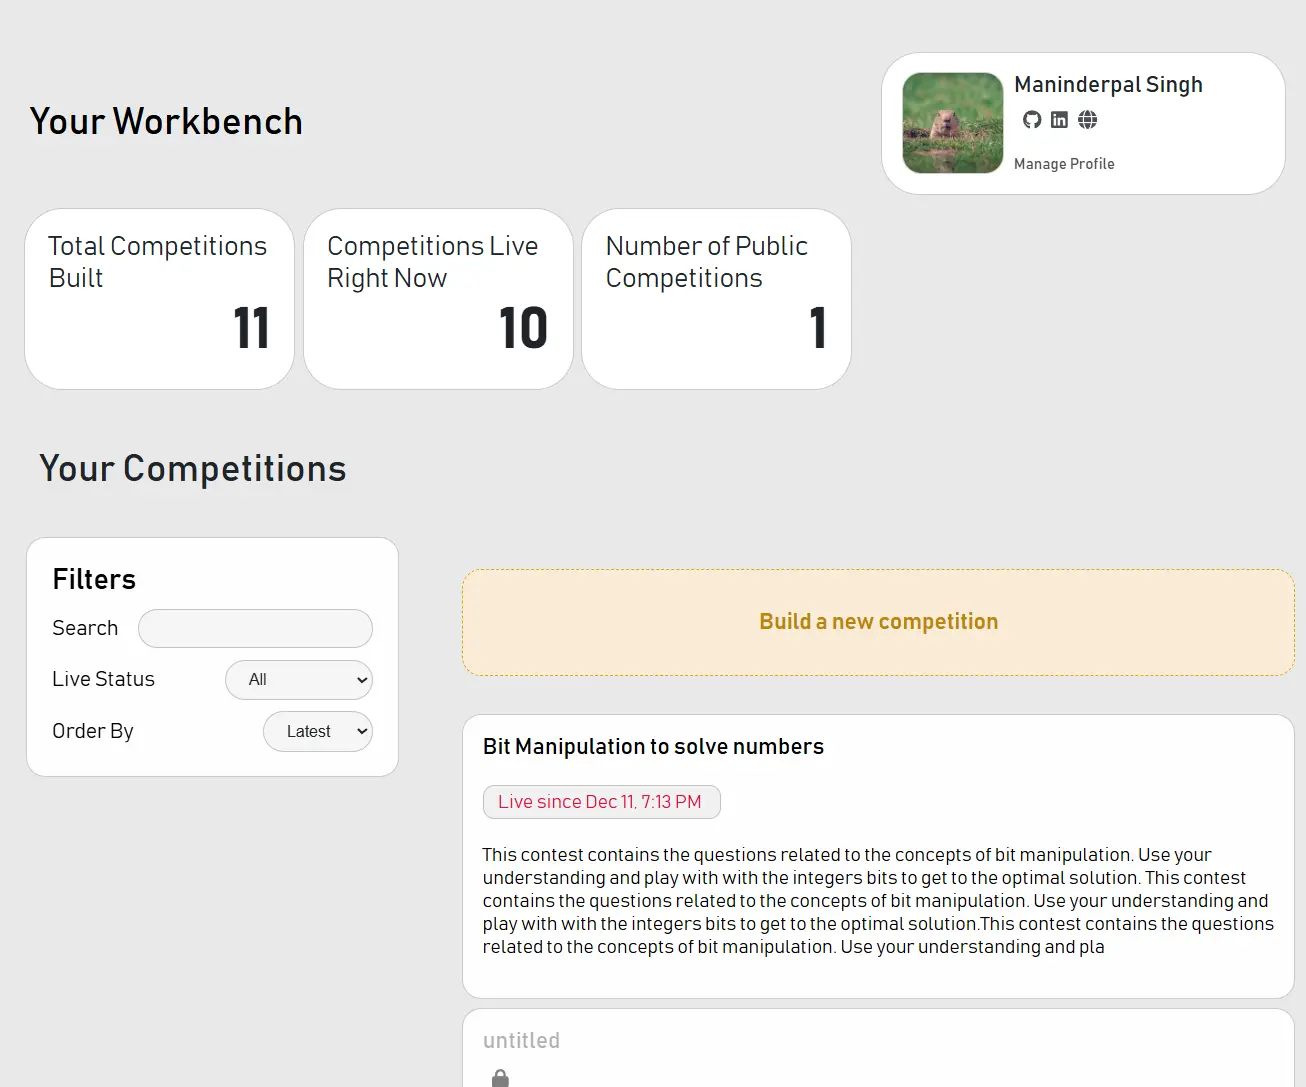 Your Workbench
Maninderpal Singh
Manage Profile
Total Competitions
Built
11
Competitions Live
Right Now
10
Number of Public
Competitions
1
Your Competitions
Filters
Search
Live Status
All
Order By
Latest
Build a new competition
Bit Manipulation to solve numbers
Live since Dec 11, 7:13 PM
This contest contains the questions related to the concepts of bit manipulation. Use your
understanding and play with with the integers bits to get to the optimal solution. This contest
contains the questions related to the concepts of bit manipulation. Use your understanding and
play with with the integers bits to get to the optimal solution.This contest contains the questions
related to the concepts of bit manipulation. Use your understanding and pla
untitled